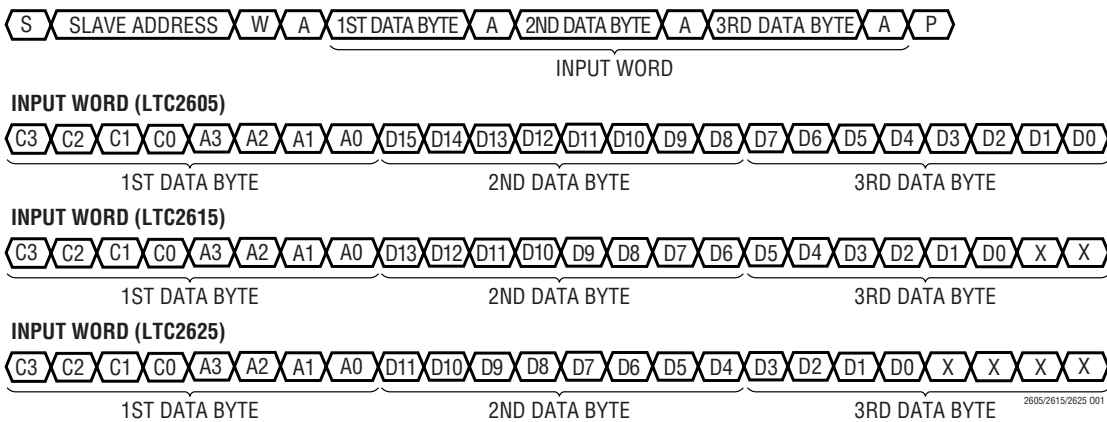 S SLAVE ADDRESS W A 1ST DATA BYTE A 2ND DATA BYTE A 3RD DATA BYTE A P
INPUT WORD
INPUT WORD (LTC2605)
C3 C2 C1 C0 A3 A2 A1 A0 D15 D14 D13 D12 D11 D10 D9 D8 D7 D6 D5 D4 D3 D2 D1 D0
1ST DATA BYTE 2ND DATA BYTE 3RD DATA BYTE
INPUT WORD (LTC2615)
C3 C2 C1 C0 A3 A2 A1 A0 D13 D12 D11 D10 D9 D8 D7 D6 D5 D4 D3 D2 D1 D0 X X
1ST DATA BYTE 2ND DATA BYTE 3RD DATA BYTE
INPUT WORD (LTC2625)
C3 C2 C1 C0 A3 A2 A1 A0 D11 D10 D9 D8 D7 D6 D5 D4 D3 D2 D1 D0 X X X X
1ST DATA BYTE 2ND DATA BYTE 3RD DATA BYTE 2605/2615/2625 O01